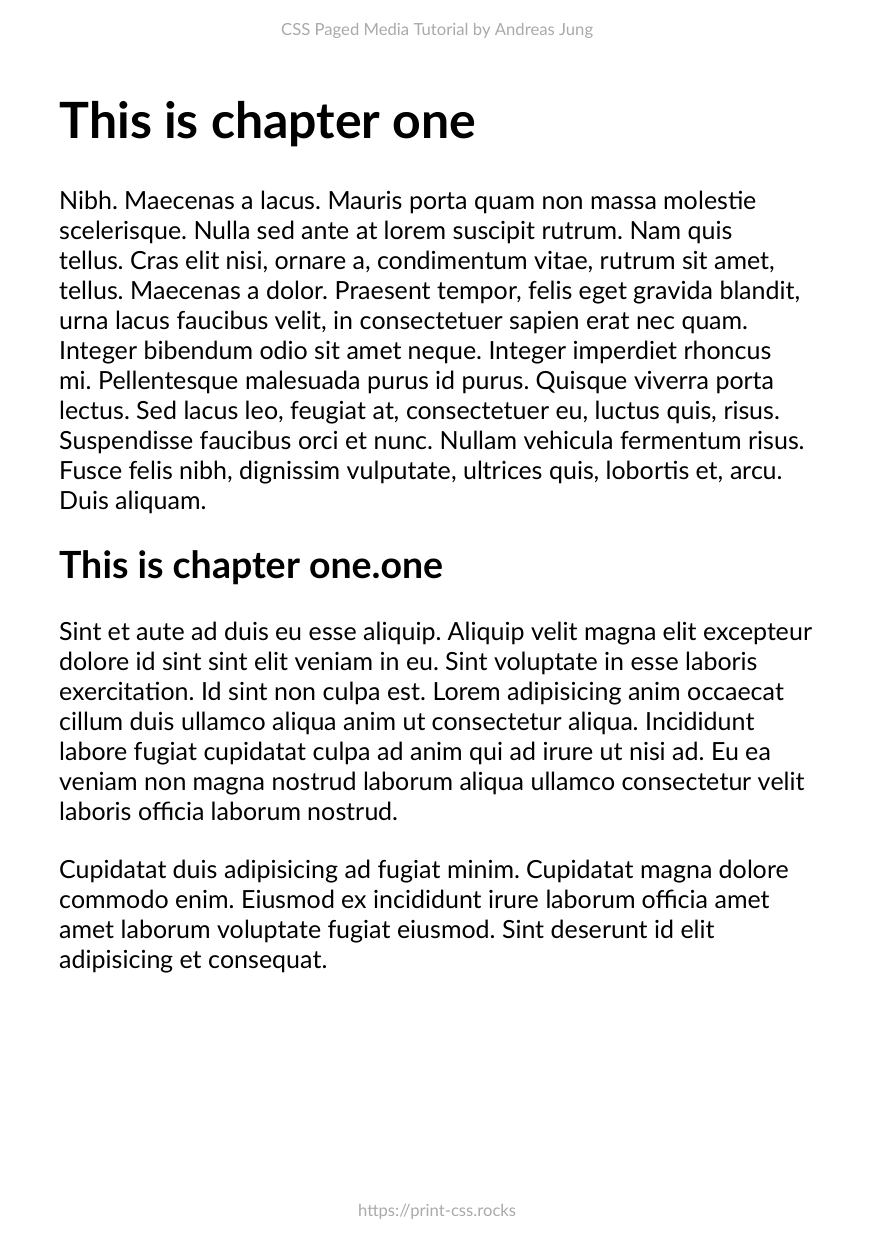 CSS Paged Media Tutorial by Andreas Jung
This is chapter one
Nibh. Maecenas a lacus. Mauris porta quam non massa molestie
scelerisque. Nulla sed ante at lorem suscipit rutrum. Nam quis
tellus. Cras elit nisi, ornare a, condimentum vitae, rutrum sit amet,
tellus. Maecenas a dolor. Praesent tempor, felis eget gravida blandit,
urna lacus faucibus velit, in consectetuer sapien erat nec quam.
Integer bibendum odio sit amet neque. Integer imperdiet rhoncus
mi. Pellentesque malesuada purus id purus. Quisque viverra porta
lectus. Sed lacus leo, feugiat at, consectetuer eu, luctus quis, risus.
Suspendisse faucibus orci et nunc. Nullam vehicula fermentum risus.
Fusce felis nibh, dignissim vulputate, ultrices quis, lobortis et, arcu.
Duis aliquam.
This is chapter one.one
Sint et aute ad duis eu esse aliquip. Aliquip velit magna elit excepteur
dolore id sint sint elit veniam in eu. Sint voluptate in esse laboris
exercitation. Id sint non culpa est. Lorem adipisicing anim occaecat
cillum duis ullamco aliqua anim ut consectetur aliqua. Incididunt
labore fugiat cupidatat culpa ad anim qui ad irure ut nisi ad. Eu ea
veniam non magna nostrud laborum aliqua ullamco consectetur velit
laboris officia laborum nostrud.
Cupidatat duis adipisicing ad fugiat minim. Cupidatat magna dolore
commodo enim. Eiusmod ex incididunt irure laborum officia amet
amet laborum voluptate fugiat eiusmod. Sint deserunt id elit
adipisicing et consequat.
https://print-css.rocks